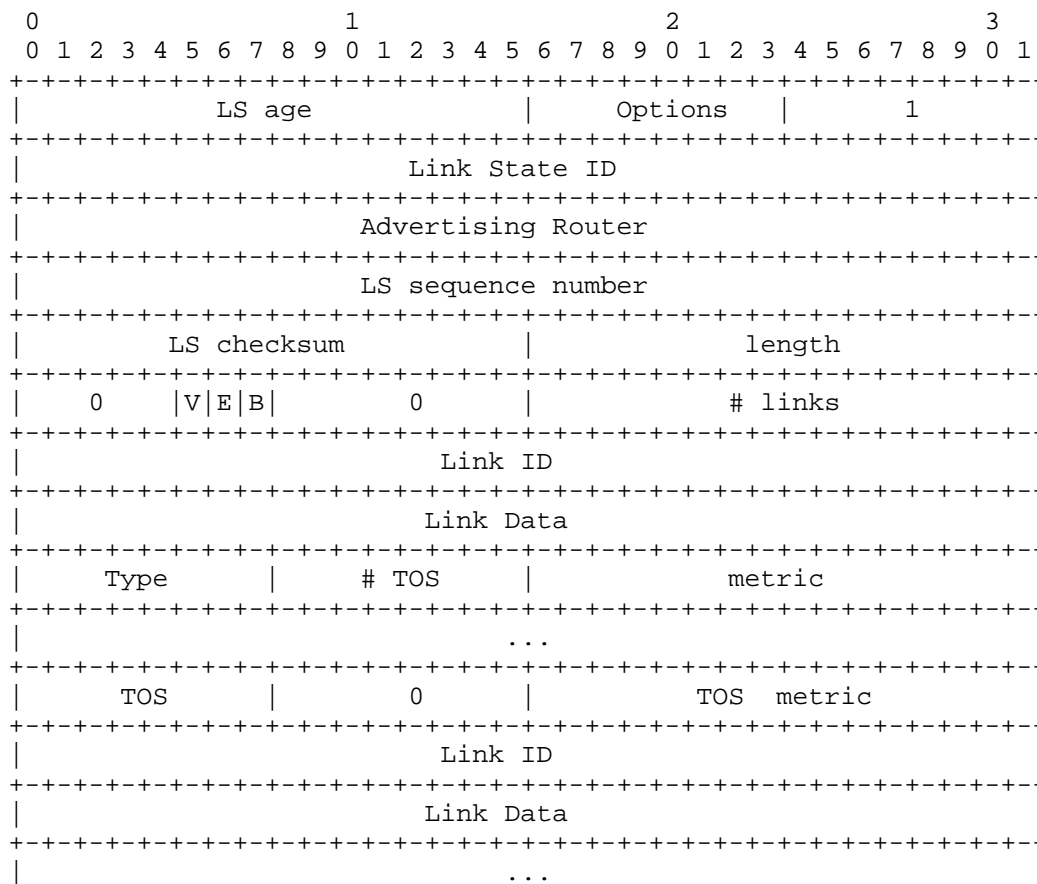 0                   1                   2                   3
0 1 2 3 4 5 6 7 8 9 0 1 2 3 4 5 6 7 8 9 0 1 2 3 4 5 6 7 8 9 0 1
+-+-+-+-+-+-+-+-+-+-+-+-+-+-+-+-+-+-+-+-+-+-+-+-+-+-+-+-+-+-+-+-
|            LS age             |     Options   |       1
+-+-+-+-+-+-+-+-+-+-+-+-+-+-+-+-+-+-+-+-+-+-+-+-+-+-+-+-+-+-+-+-
|                        Link State ID
+-+-+-+-+-+-+-+-+-+-+-+-+-+-+-+-+-+-+-+-+-+-+-+-+-+-+-+-+-+-+-+-
|                     Advertising Router
+-+-+-+-+-+-+-+-+-+-+-+-+-+-+-+-+-+-+-+-+-+-+-+-+-+-+-+-+-+-+-+-
|                     LS sequence number
+-+-+-+-+-+-+-+-+-+-+-+-+-+-+-+-+-+-+-+-+-+-+-+-+-+-+-+-+-+-+-+-
|         LS checksum           |             length
+-+-+-+-+-+-+-+-+-+-+-+-+-+-+-+-+-+-+-+-+-+-+-+-+-+-+-+-+-+-+-+-
|    0    |V|E|B|        0      |            # links
+-+-+-+-+-+-+-+-+-+-+-+-+-+-+-+-+-+-+-+-+-+-+-+-+-+-+-+-+-+-+-+-
|                          Link ID
+-+-+-+-+-+-+-+-+-+-+-+-+-+-+-+-+-+-+-+-+-+-+-+-+-+-+-+-+-+-+-+-
|                         Link Data
+-+-+-+-+-+-+-+-+-+-+-+-+-+-+-+-+-+-+-+-+-+-+-+-+-+-+-+-+-+-+-+-
|     Type      |     # TOS     |            metric
+-+-+-+-+-+-+-+-+-+-+-+-+-+-+-+-+-+-+-+-+-+-+-+-+-+-+-+-+-+-+-+-
|                              ...
+-+-+-+-+-+-+-+-+-+-+-+-+-+-+-+-+-+-+-+-+-+-+-+-+-+-+-+-+-+-+-+-
|      TOS      |        0      |          TOS  metric
+-+-+-+-+-+-+-+-+-+-+-+-+-+-+-+-+-+-+-+-+-+-+-+-+-+-+-+-+-+-+-+-
|                          Link ID
+-+-+-+-+-+-+-+-+-+-+-+-+-+-+-+-+-+-+-+-+-+-+-+-+-+-+-+-+-+-+-+-
|                         Link Data
+-+-+-+-+-+-+-+-+-+-+-+-+-+-+-+-+-+-+-+-+-+-+-+-+-+-+-+-+-+-+-+-
|                              ...